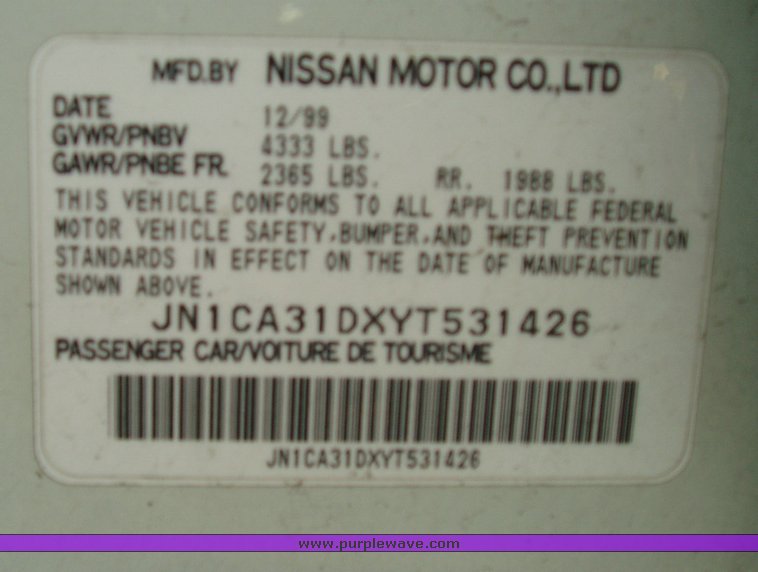 MFD.BY NISSAN MOTOR CO.,LTD
DATE 12/99
GVWR/PNBV 4333 LBS.
GAWR/PNBE FR. 2365 LBS. RR. 1988 LBS.
THIS VEHICLE CONFORMS TO ALL APPLICABLE FEDERAL
MOTOR VEHICLE SAFETY,BUMPER,AND THEFT PREVENTION
STANDARDS IN EFFECT ON THE DATE OF MANUFACTURE
SHOWN ABOVE.
JN1CA31DXYT531426
PASSENGER CAR/VOITURE DE TOURISME
JN1CA31DXYT531426
www.purplewave.com